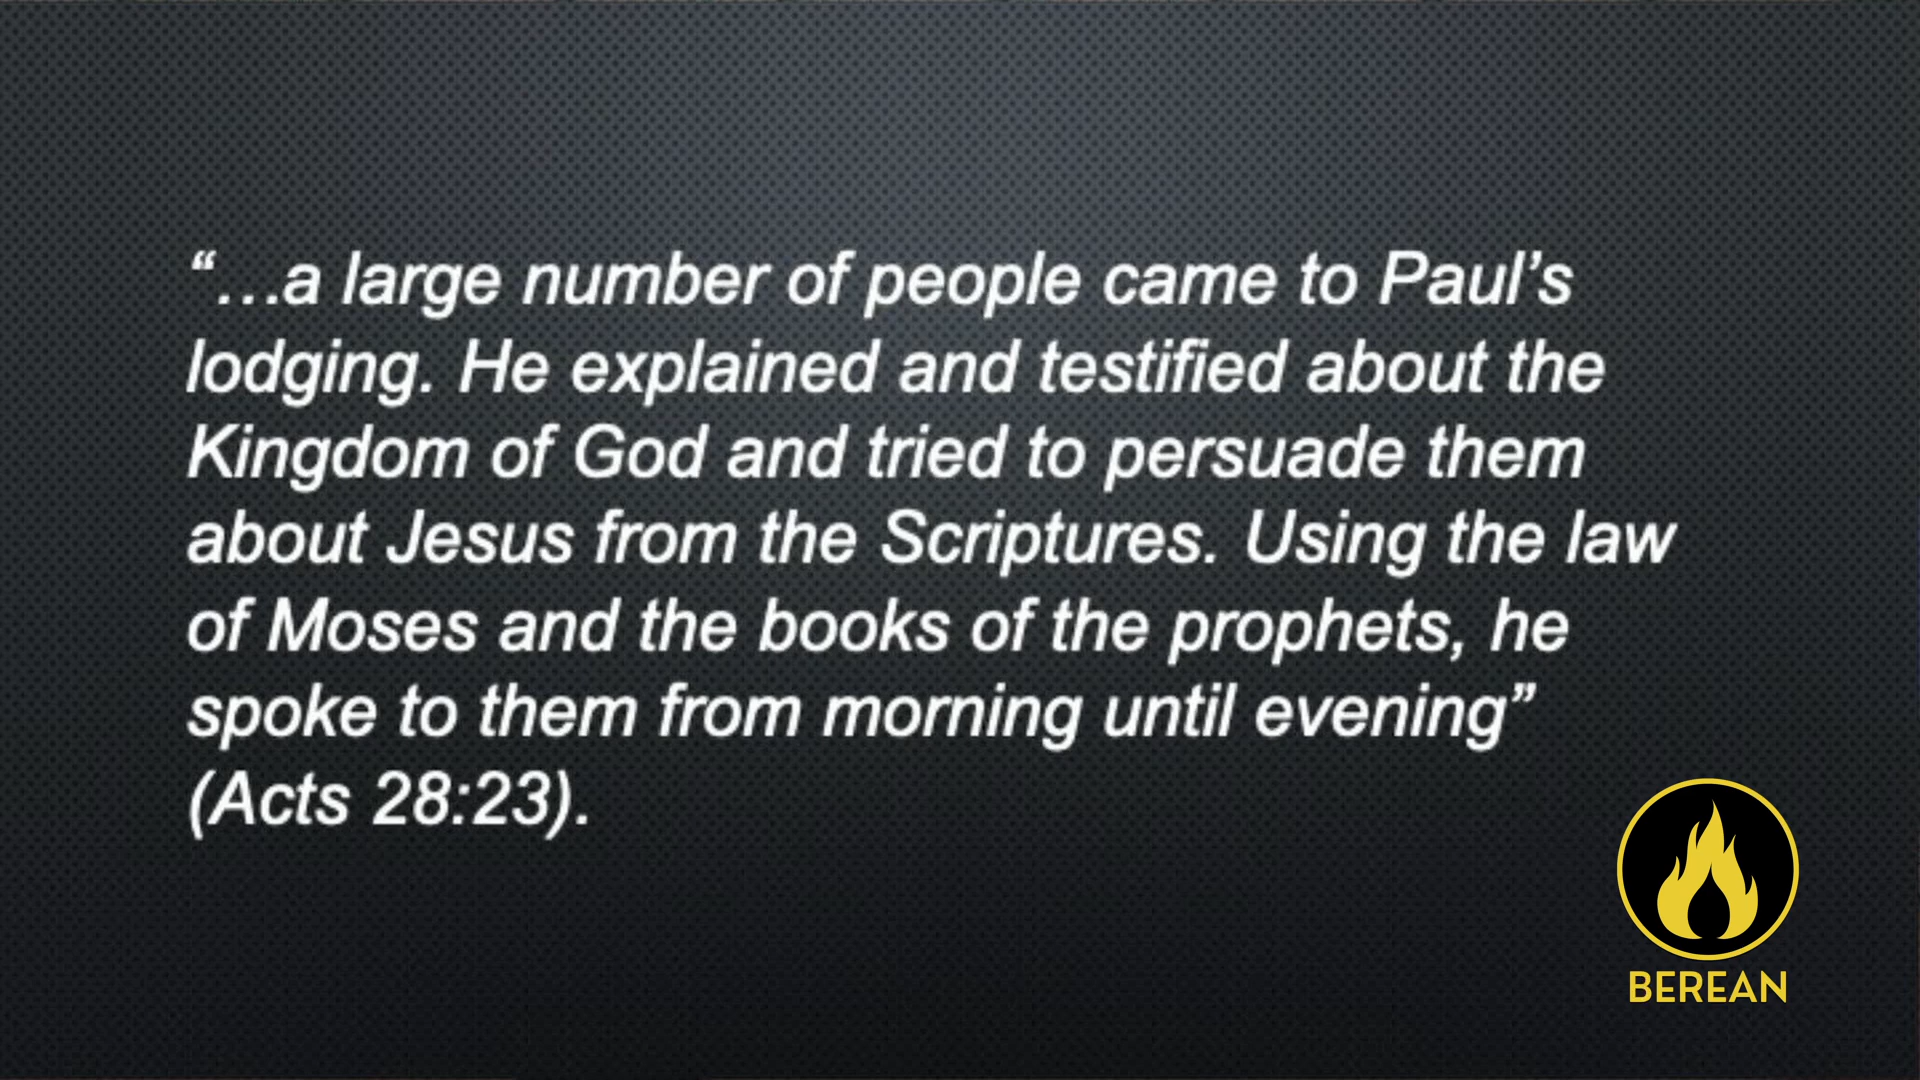 “…a large number of people came to Paul’s
lodging. He explained and testified about the
Kingdom of God and tried to persuade them
about Jesus from the Scriptures. Using the law
of Moses and the books of the prophets, he
spoke to them from morning until evening”
(Acts 28:23).
BEREAN